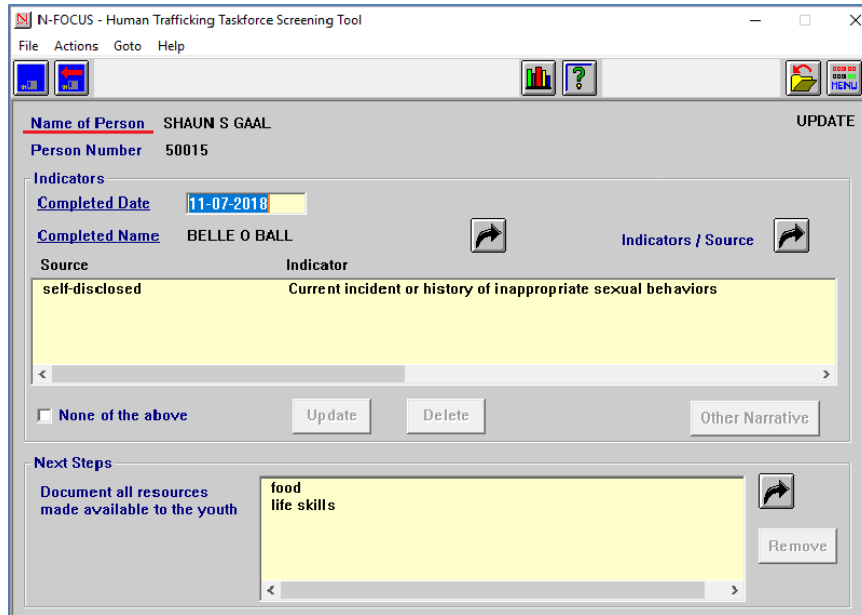 N-FOCUS - Human Trafficking Taskforce Screening Tool
File Actions Goto Help
MENU
Name of Person SHAUN S GAAL UPDATE
Person Number 50015
Indicators
Completed Date 11-07-2018
Completed Name BELLE O BALL Indicators / Source
Source Indicator
self-disclosed Current incident or history of inappropriate sexual behaviors
None of the above Update Delete Other Narrative
Next Steps
Document all resources made available to the youth
food
life skills
Remove